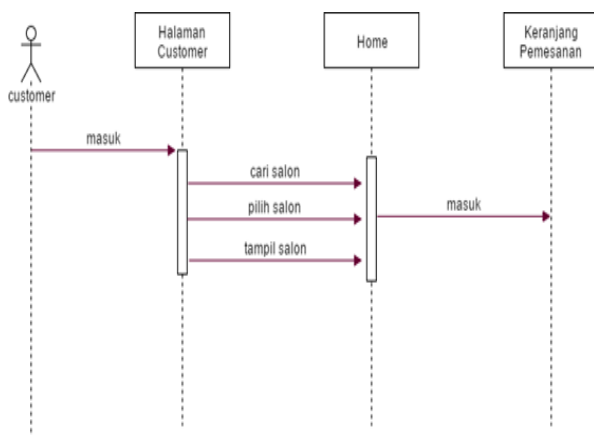 Halaman
Customer
Home
Keranjang
Pemesanan
customer
masuk
cari salon
pilih salon
masuk
tampil salon